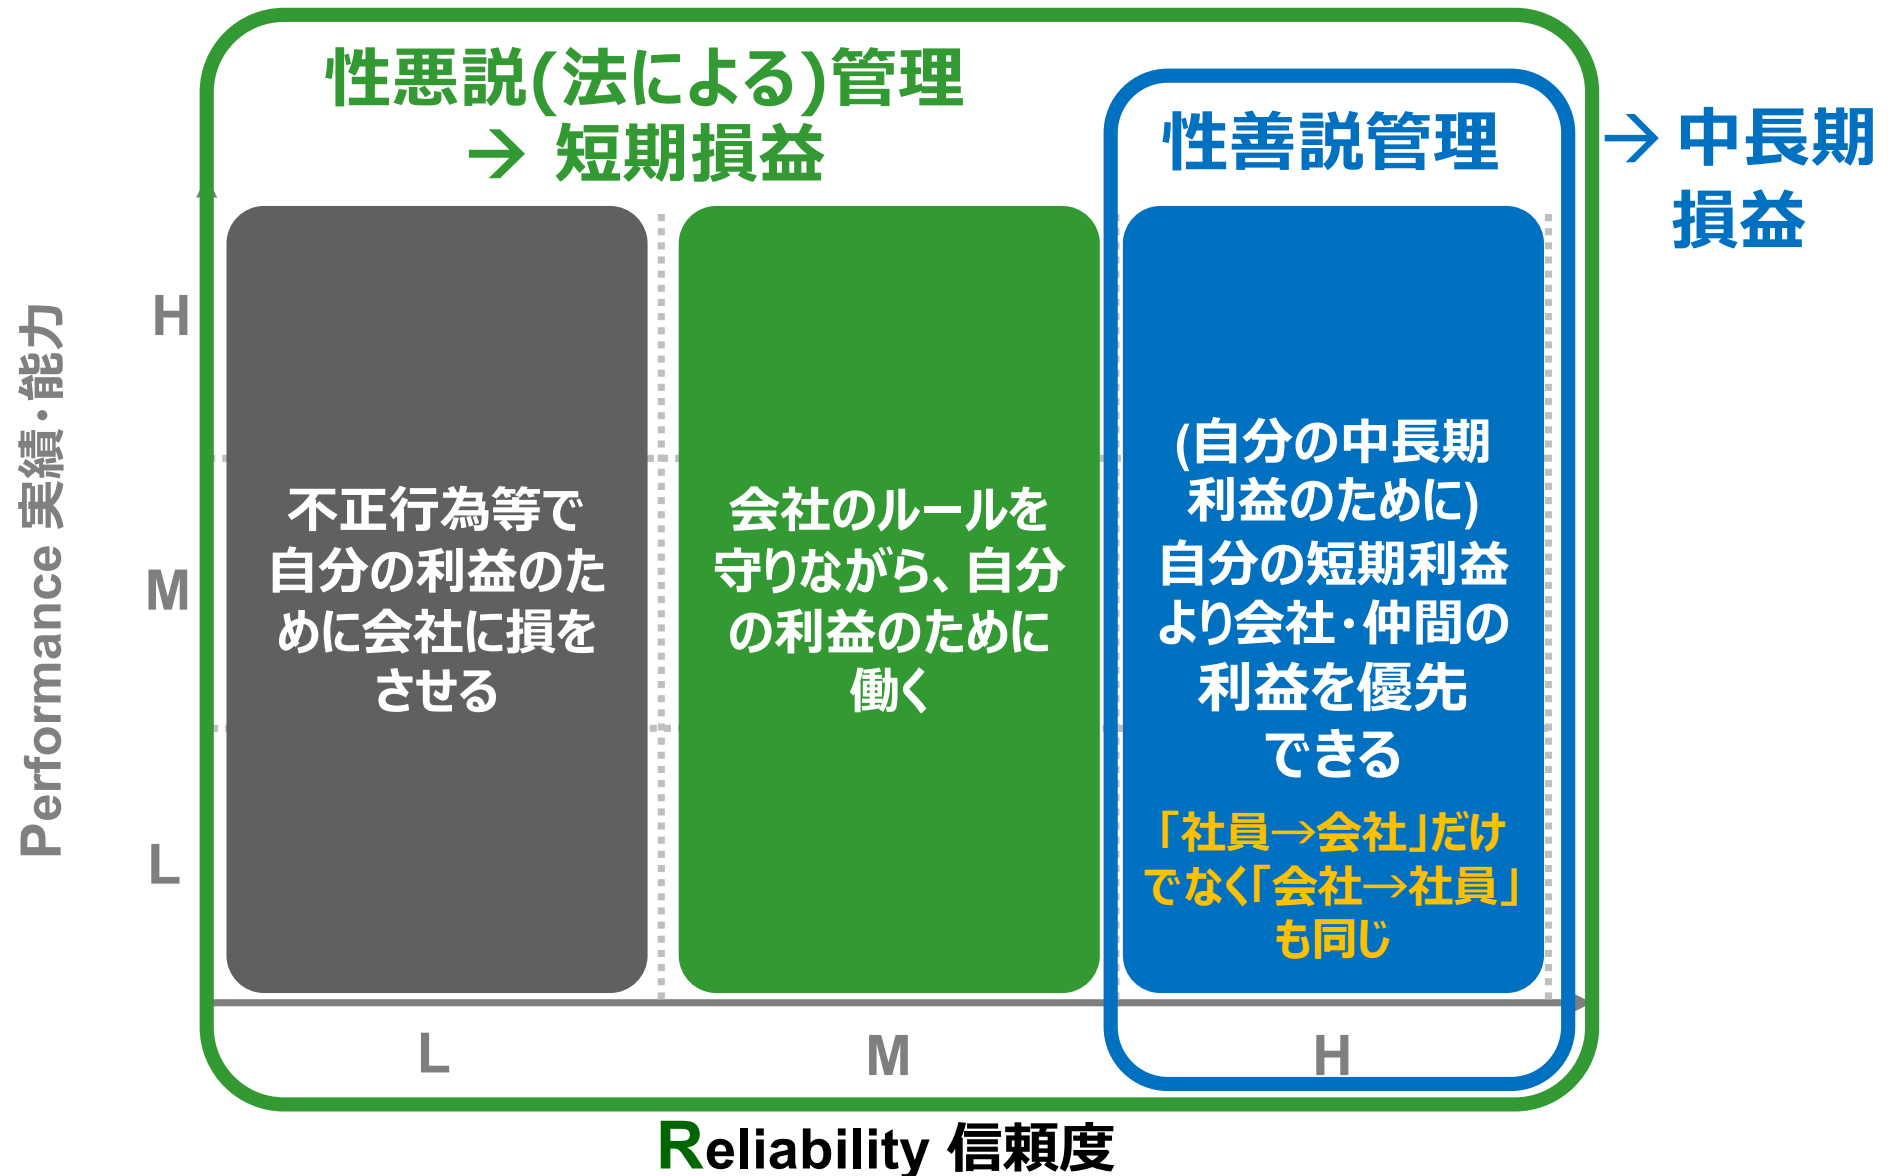 性悪説(法による)管理
→ 短期損益
性善説管理
→ 中長期
損益
Performance 実績・能力
H
M
L
不正行為等で
自分の利益のた
めに会社に損を
させる
会社のルールを
守りながら、自分
の利益のために
働く
(自分の中長期
利益のために)
自分の短期利益
より会社・仲間の
利益を優先
できる
「社員→会社」だけ
でなく「会社→社員」
も同じ
L
M
H
Reliability 信頼度